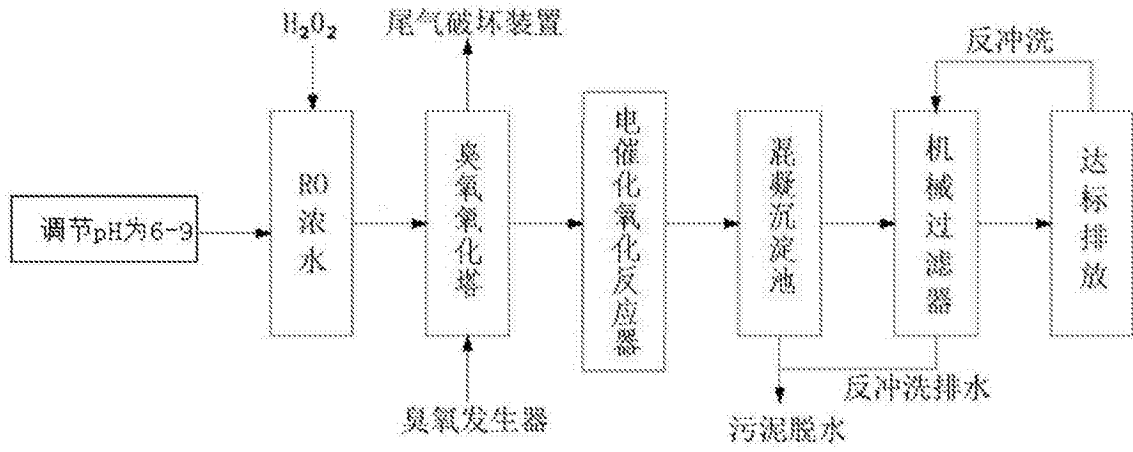 H₂O₂
尾气破坏装置
反冲洗
调节pH为6-9
RO浓水
臭氧氧化塔
电催化氧化反应器
混凝沉淀池
机械过滤器
达标排放
臭氧发生器
污泥脱水
反冲洗排水